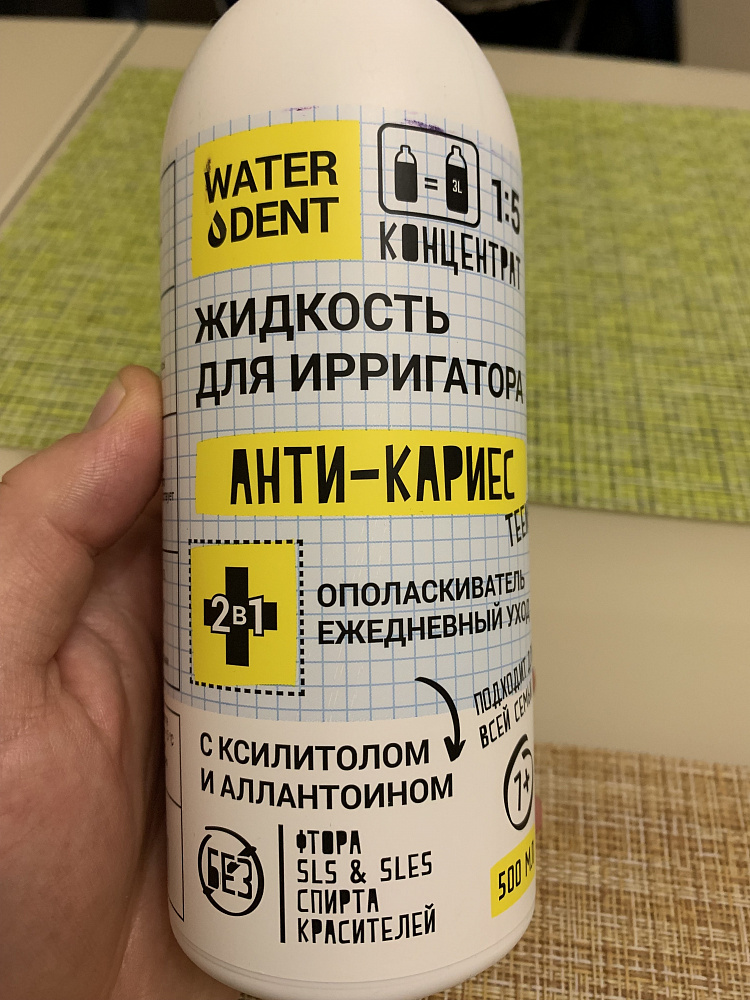 WATER
DENT
= 3L
1:5
КОНЦЕНТРАТ
ЖИДКОСТЬ
ДЛЯ ИРРИГАТОРА
АНТИ-КАРИЕС
2в1
ОПОЛАСКИВАТЕЛЬ
ЕЖЕДНЕВНЫЙ УХОД
ПОДХОДИТ
ВСЕЙ
С КСИЛИТОЛОМ
И АЛЛАНТОИНОМ
7+
БЕЗ
ФТОРА
SLS & SLES
СПИРТА
КРАСИТЕЛЕЙ
500 МЛ